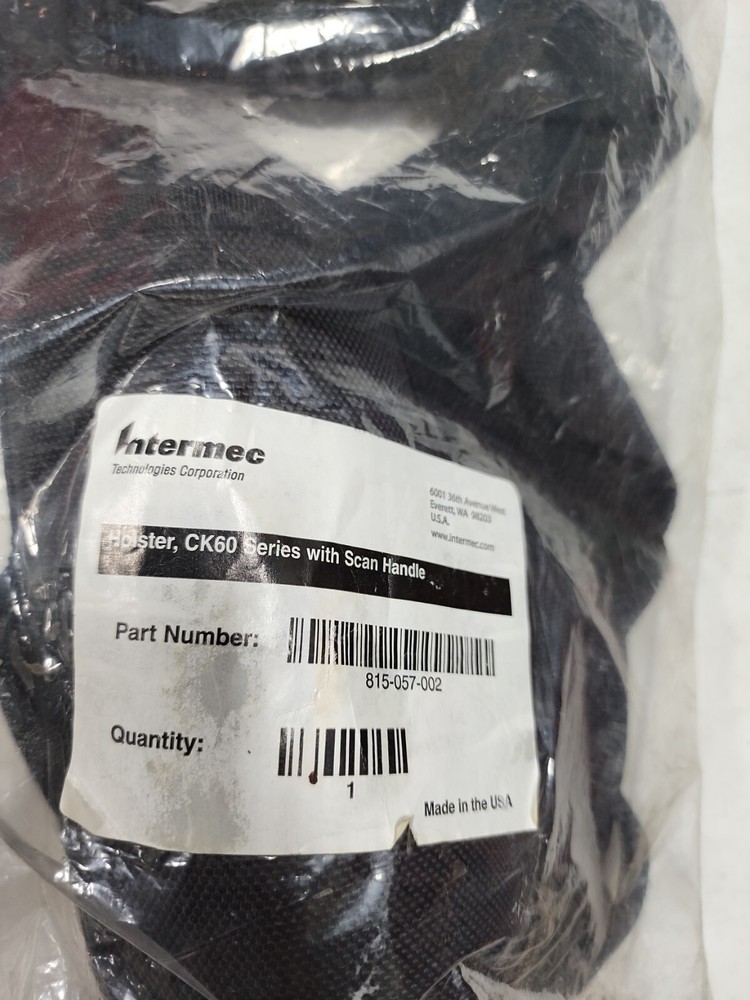 Intermec
Technologies Corporation
6001 36th Avenue West
Everett, WA 98203
U.S.A.
www.intermec.com
Holster, CK60 Series with Scan Handle
Part Number:
815-057-002
Quantity:
1
Made in the USA